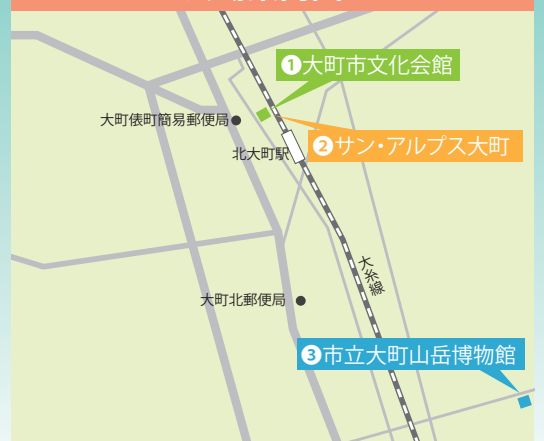 ❶大町市文化会館
大町俵町簡易郵便局
❷サン・アルプス大町
北大町駅
大糸線
大町北郵便局
❸市立大町山岳博物館